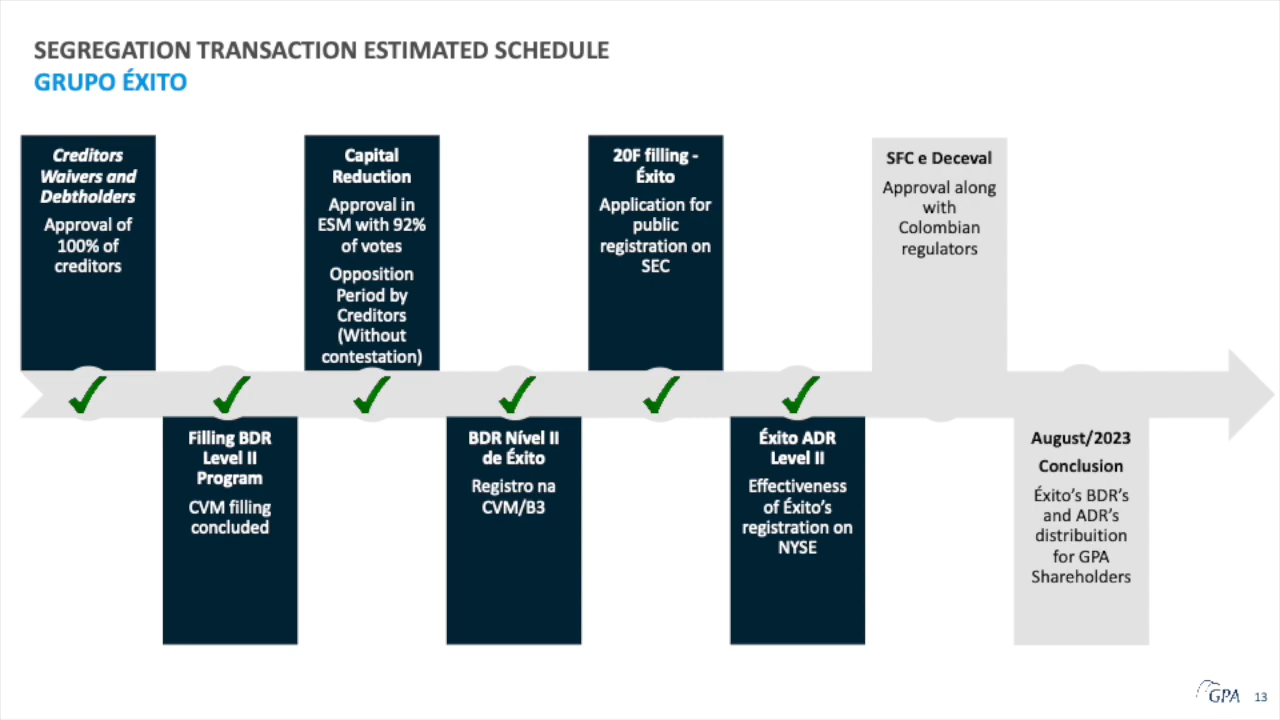 SEGREGATION TRANSACTION ESTIMATED SCHEDULE
GRUPO ÉXITO
Creditors
Waivers and
Debtholders
Approval of
100% of
creditors
Filling BDR
Level II
Program
CVM filling
concluded
Capital
Reduction
Approval in
ESM with 92%
of votes
Opposition
Period by
Creditors
(Without
contestation)
BDR Nível II
de Éxito
Registro na
CVM/B3
20F filling -
Éxito
Application for
public
registration on
SEC
Éxito ADR
Level II
Effectiveness
of Éxito's
registration on
NYSE
SFC e Deceval
Approval along
with
Colombian
regulators
August/2023
Conclusion
Éxito's BDR's
and ADR's
distribuition
for GPA
Shareholders
GPA
13